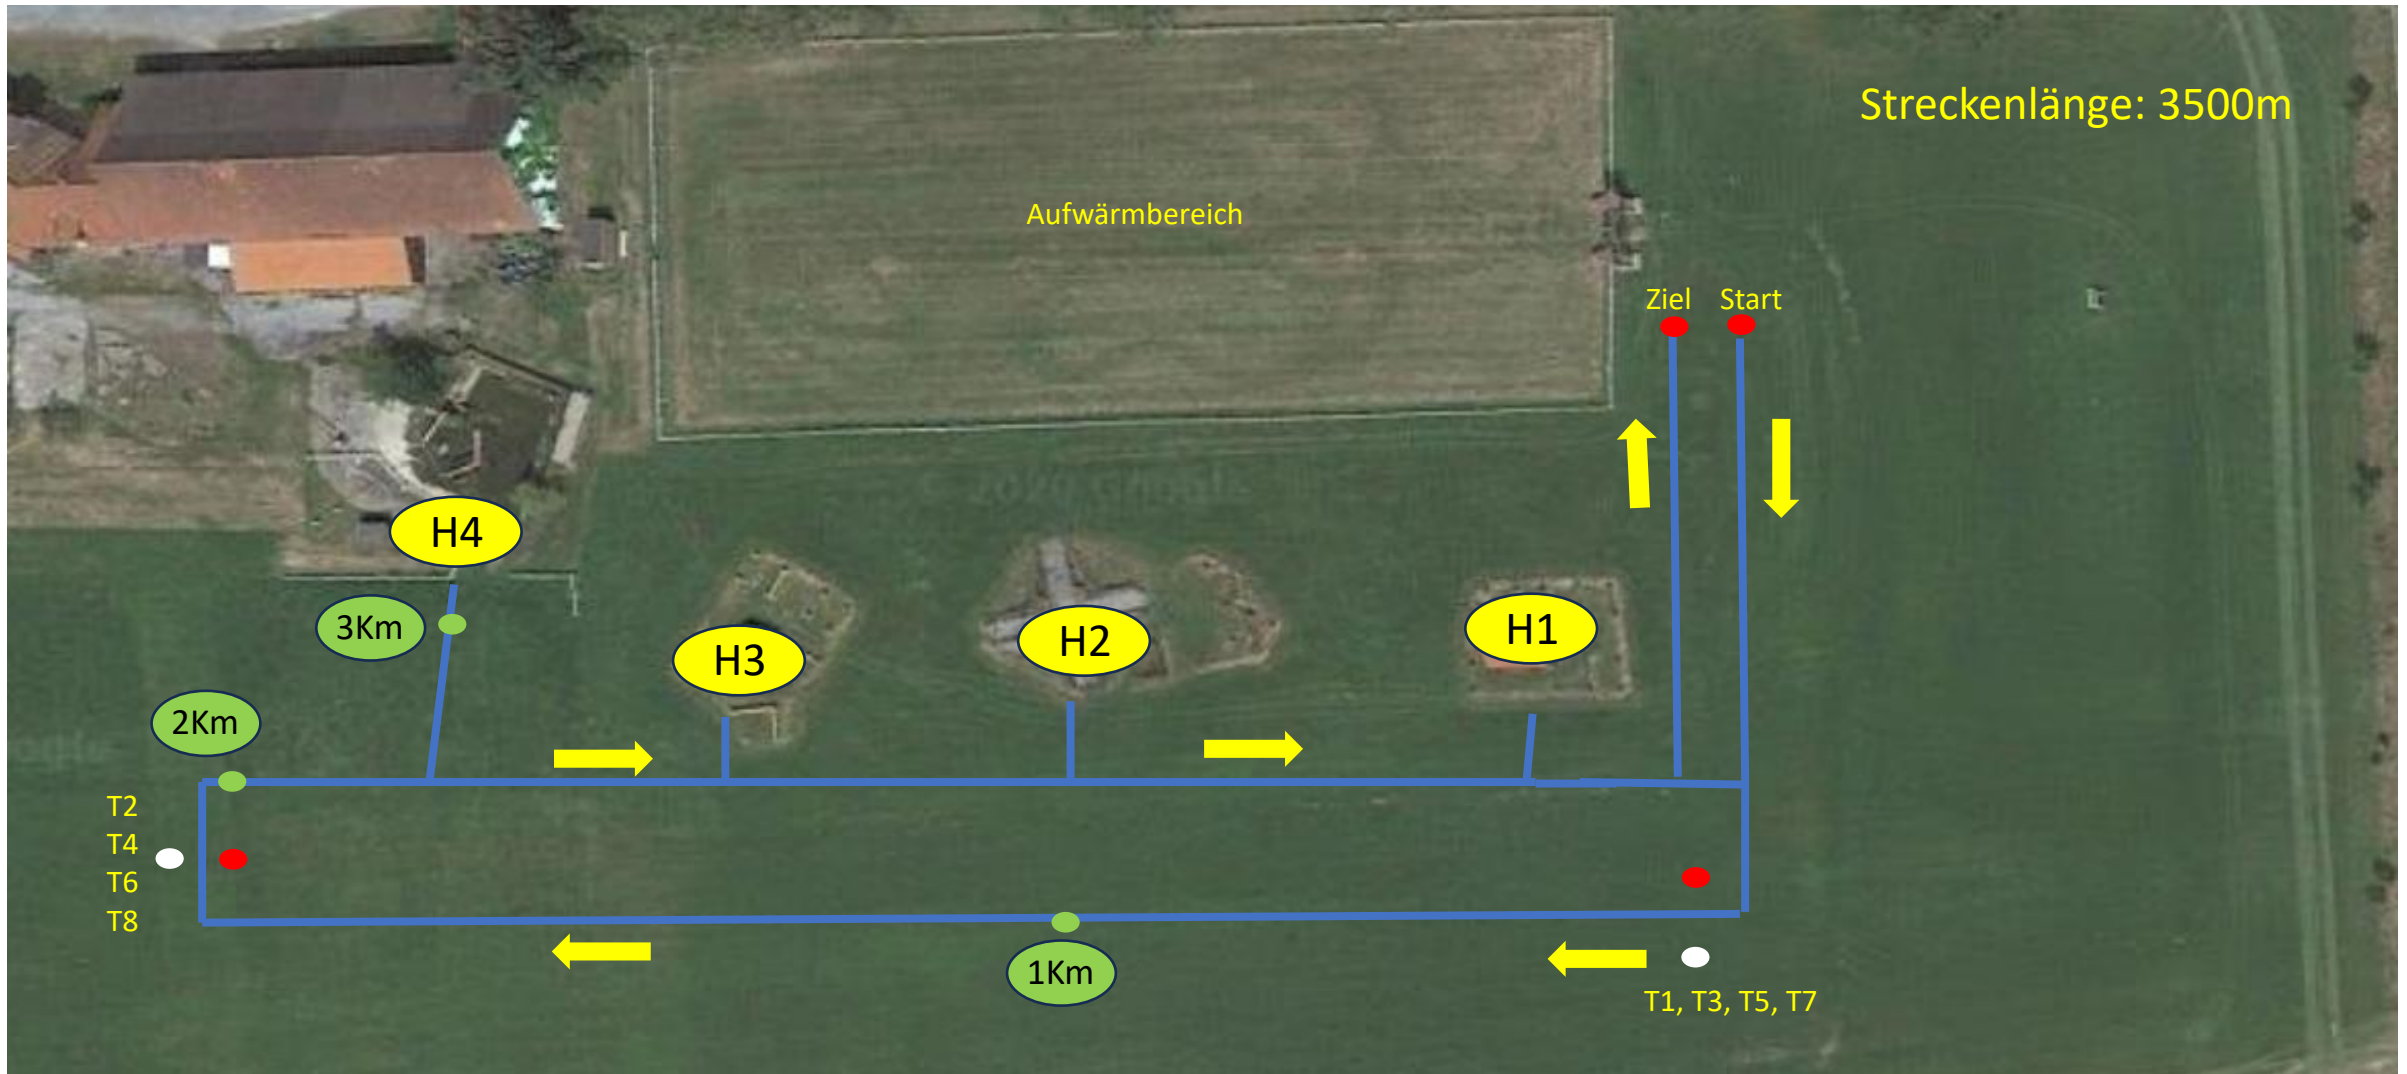 Streckenlänge: 3500m
Aufwärmbereich
Ziel Start
H4
3Km
H3
H2
H1
2Km
T2
T4
T6
T8
1Km
T1, T3, T5, T7